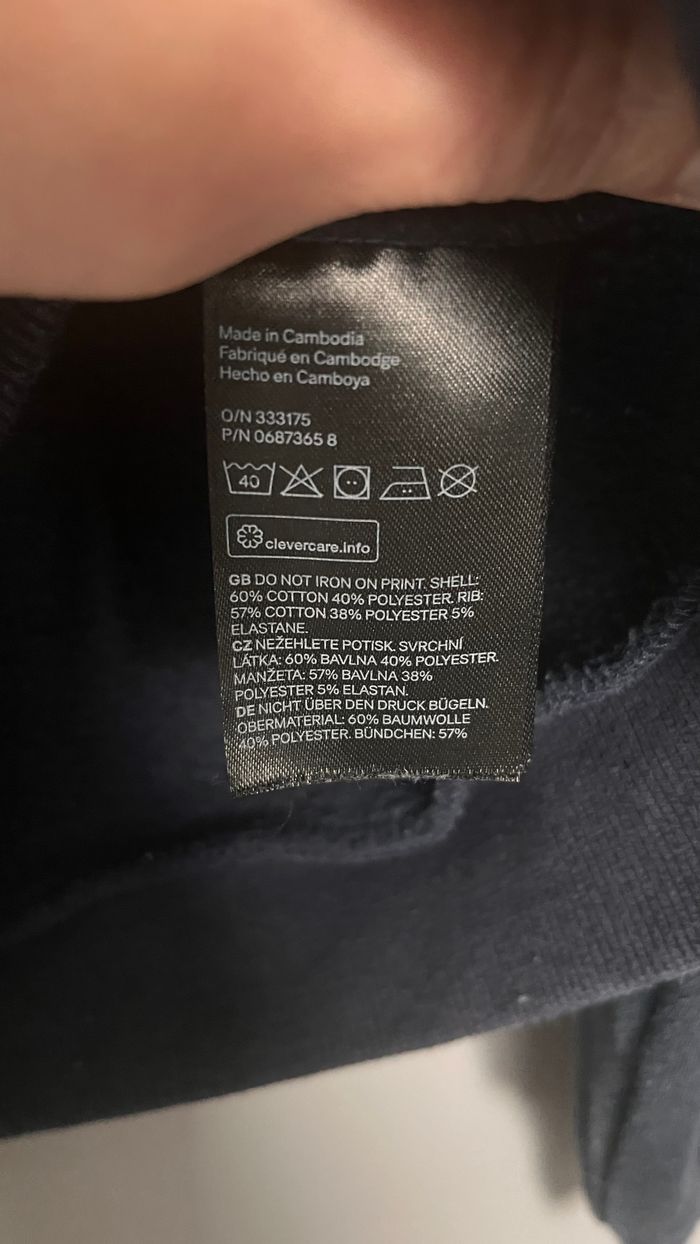 Made in Cambodia
Fabriqué en Cambodge
Hecho en Camboya
O/N 333175
P/N 0687365 8
40
clevercare.info
GB DO NOT IRON ON PRINT. SHELL:
60% COTTON 40% POLYESTER. RIB:
57% COTTON 38% POLYESTER 5%
ELASTANE.
CZ NEŽEHLETE POTISK. SVRCHNÍ
LÁTKA: 60% BAVLNA 40% POLYESTER.
MANŽETA: 57% BAVLNA 38%
POLYESTER 5% ELASTAN.
DE NICHT ÜBER DEN DRUCK BÜGELN.
OBERMATERIAL: 60% BAUMWOLLE
40% POLYESTER. BÜNDCHEN: 57%